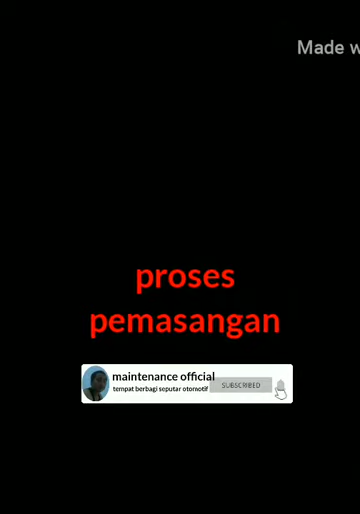 Made w
proses
pemasangan
maintenance official
tempat berbagi seputar otomotif
SUBSCRIBED